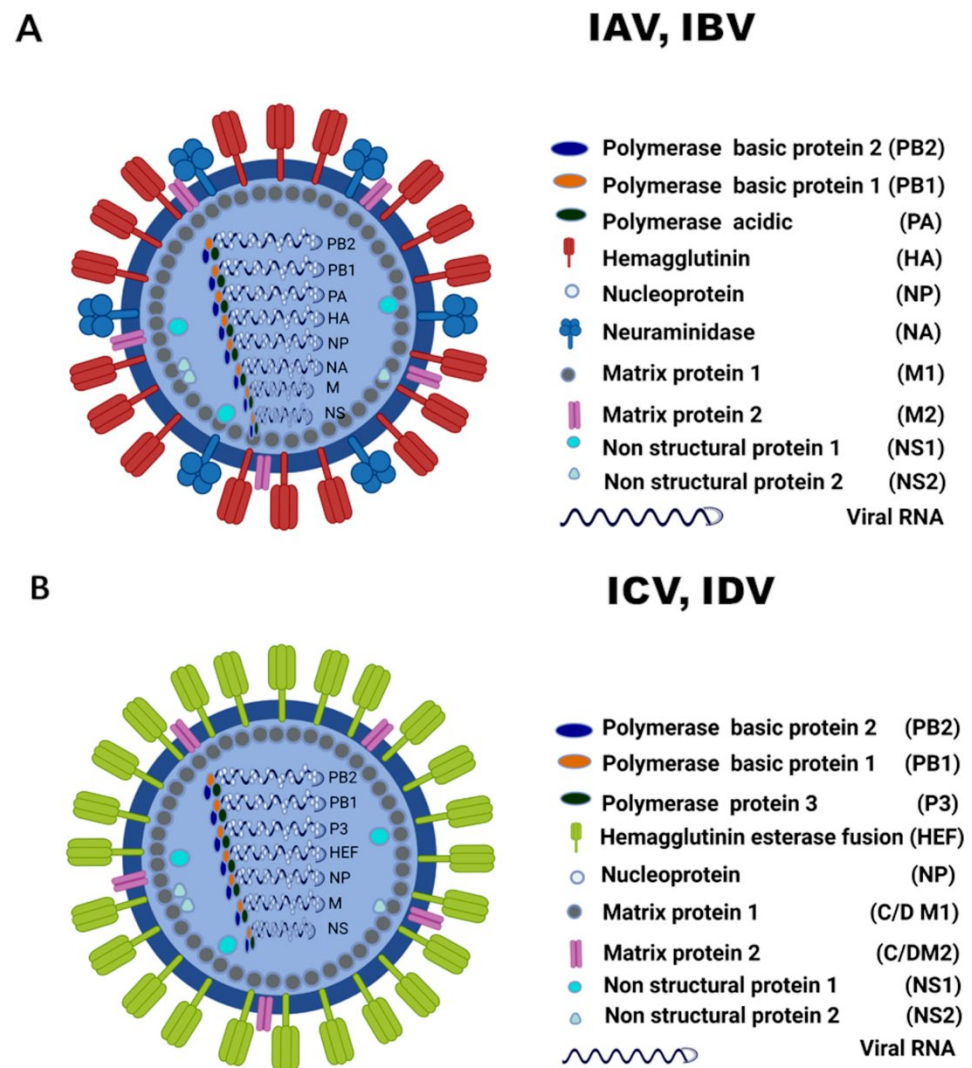 A
IAV, IBV
PB2
PB1
PA
HA
NP
NA
M
NS
Polymerase basic protein 2 (PB2)
Polymerase basic protein 1 (PB1)
Polymerase acidic (PA)
Hemagglutinin (HA)
Nucleoprotein (NP)
Neuraminidase (NA)
Matrix protein 1 (M1)
Matrix protein 2 (M2)
Non structural protein 1 (NS1)
Non structural protein 2 (NS2)
Viral RNA
B
ICV, IDV
PB2
PB1
P3
HEF
NP
M
NS
Polymerase basic protein 2 (PB2)
Polymerase basic protein 1 (PB1)
Polymerase protein 3 (P3)
Hemagglutinin esterase fusion (HEF)
Nucleoprotein (NP)
Matrix protein 1 (C/D M1)
Matrix protein 2 (C/DM2)
Non structural protein 1 (NS1)
Non structural protein 2 (NS2)
Viral RNA